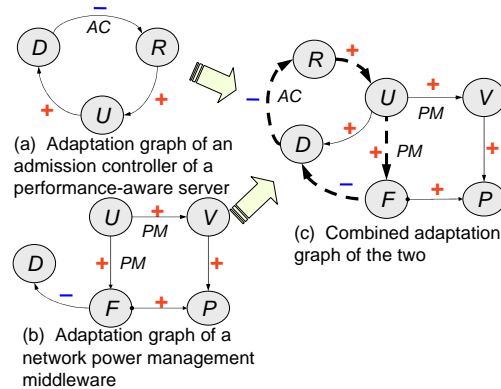 −
AC
D
R
+
+
U
(a) Adaptation graph of an
admission controller of a
performance-aware server
U
+
V
PM
+
PM
+
D
−
F
+
P
(b) Adaptation graph of a
network power management
middleware
R
+
−
AC
U
+
V
PM
+
D
+
PM
+
−
F
+
P
(c) Combined adaptation
graph of the two